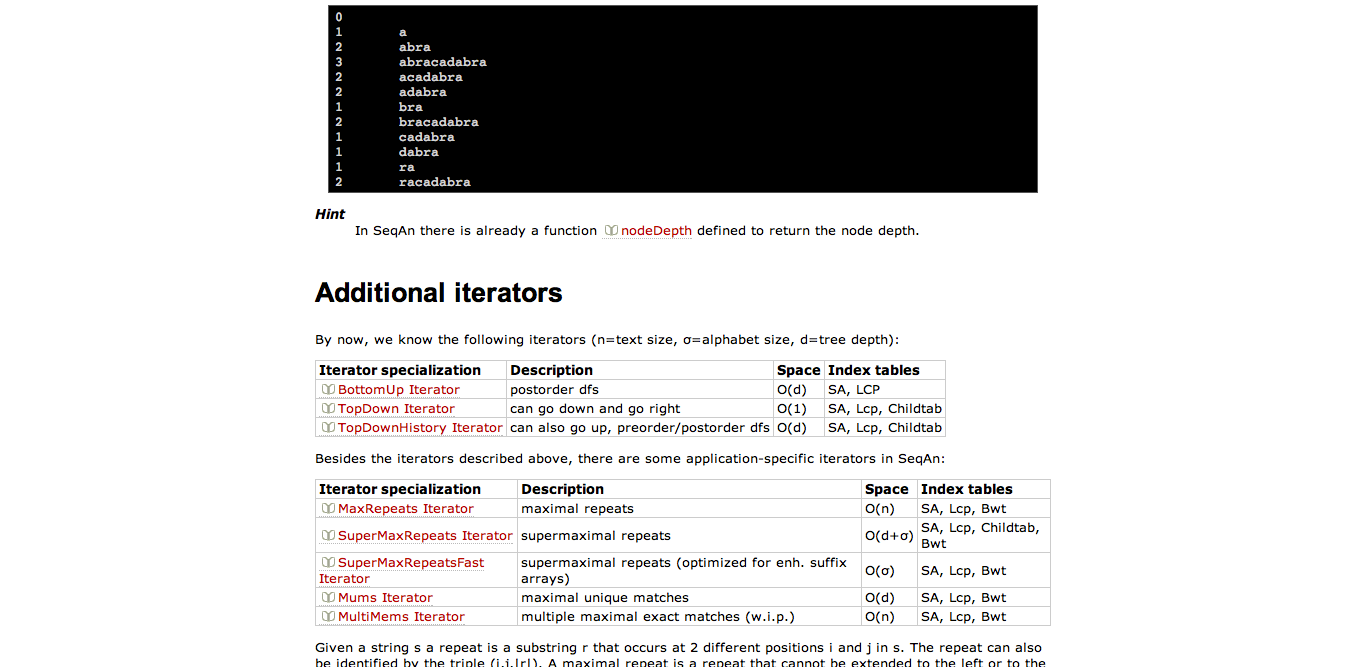 0
1 a
2 abra
3 abracadabra
2 acadabra
2 adabra
1 bra
2 bracadabra
1 cadabra
1 dabra
1 ra
2 racadabra
Hint
In SeqAn there is already a function nodeDepth defined to return the node depth.
Additional iterators
By now, we know the following iterators (n=text size, σ=alphabet size, d=tree depth):
Iterator specialization Description Space Index tables
BottomUp Iterator postorder dfs O(d) SA, LCP
TopDown Iterator can go down and go right O(1) SA, Lcp, Childtab
TopDownHistory Iterator can also go up, preorder/postorder dfs O(d) SA, Lcp, Childtab
Besides the iterators described above, there are some application-specific iterators in SeqAn:
Iterator specialization Description Space Index tables
MaxRepeats Iterator maximal repeats O(n) SA, Lcp, Bwt
SuperMaxRepeats Iterator supermaximal repeats O(d+σ) SA, Lcp, Childtab,
Bwt
SuperMaxRepeatsFast
Iterator
supermaximal repeats (optimized for enh. suffix
arrays)
O(σ) SA, Lcp, Bwt
Mums Iterator maximal unique matches O(d) SA, Lcp, Bwt
MultiMems Iterator multiple maximal exact matches (w.i.p.) O(n) SA, Lcp, Bwt
Given a string s a repeat is a substring r that occurs at 2 different positions i and j in s. The repeat can also
be identified by the triple (i,j,|r|). A maximal repeat is a repeat that cannot be extended to the left or to the